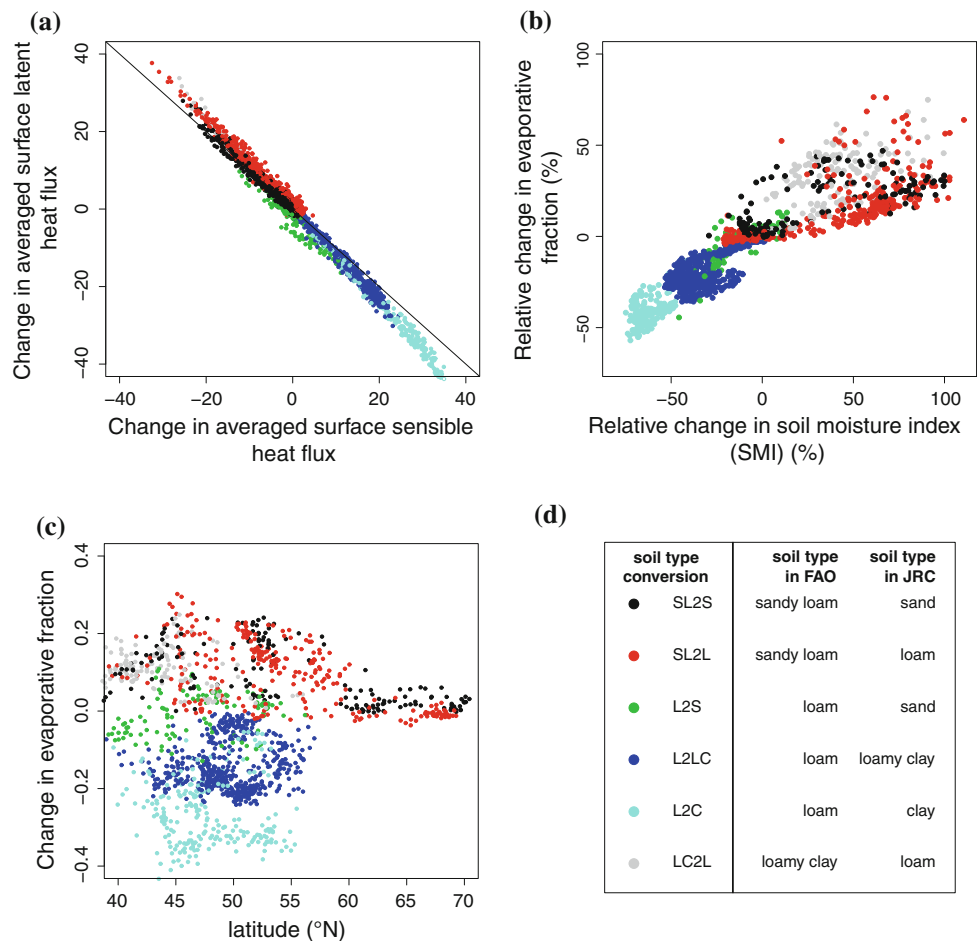 (a)
Change in averaged surface latent
heat flux
40
20
0
−20
−40
−40 −20 0 20 40
Change in averaged surface sensible
heat flux
(b)
Relative change in evaporative
fraction (%)
100
50
0
−50
−50 0 50 100
Relative change in soil moisture index
(SMI) (%)
(c)
Change in evaporative fraction
0.4
0.2
0.0
−0.2
−0.4
40 45 50 55 60 65 70
latitude (°N)
(d)
soil type soil type soil type
conversion in FAO in JRC
SL2S sandy loam sand
SL2L sandy loam loam
L2S loam sand
L2LC loam loamy clay
L2C loam clay
LC2L loamy clay loam